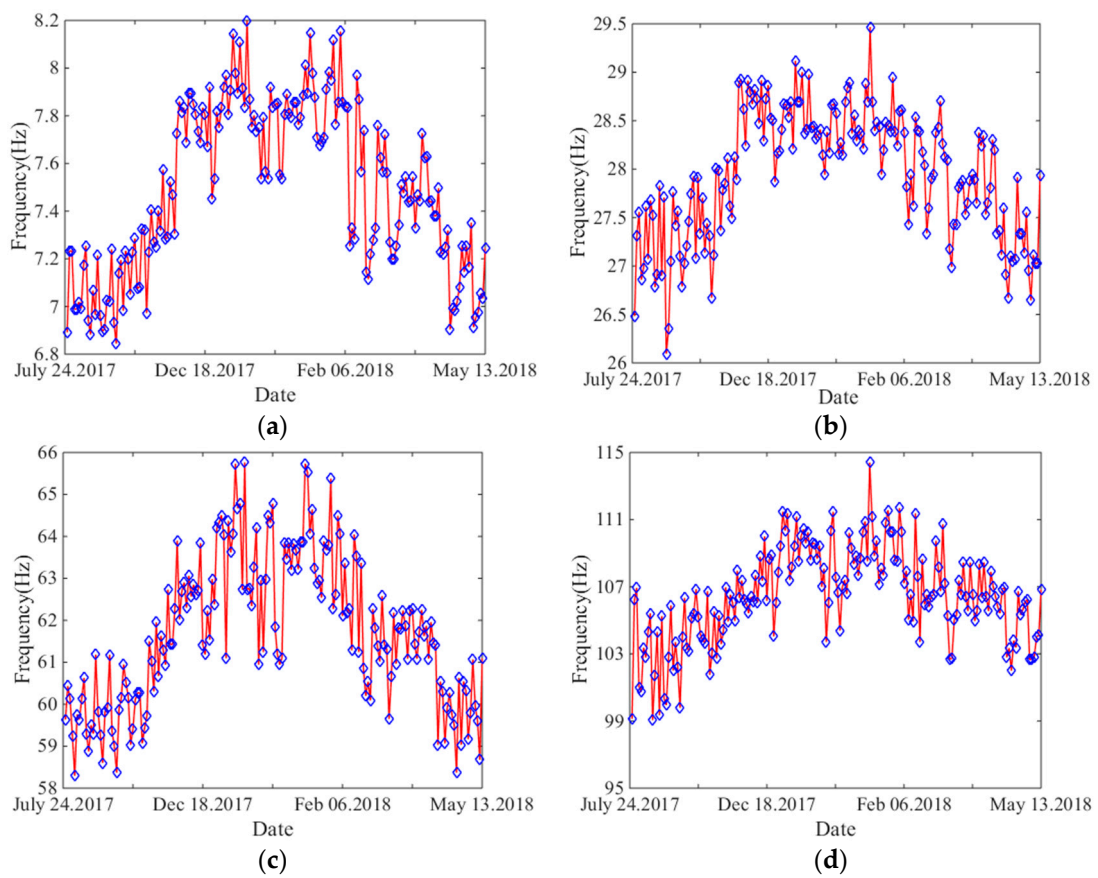 8.2
8
7.8
7.6
7.4
7.2
7
6.8
Frequency(Hz)
July 24.2017 Dec 18.2017 Feb 06.2018 May 13.2018
Date
(a)
29.5
29
28.5
28
27.5
27
26.5
26
Frequency(Hz)
July 24.2017 Dec 18.2017 Feb 06.2018 May 13.2018
Date
(b)
66
65
64
63
62
61
60
59
58
Frequency(Hz)
July 24.2017 Dec 18.2017 Feb 06.2018 May 13.2018
Date
(c)
115
111
107
103
99
95
Frequency(Hz)
July 24.2017 Dec 18.2017 Feb 06.2018 May 13.2018
Date
(d)